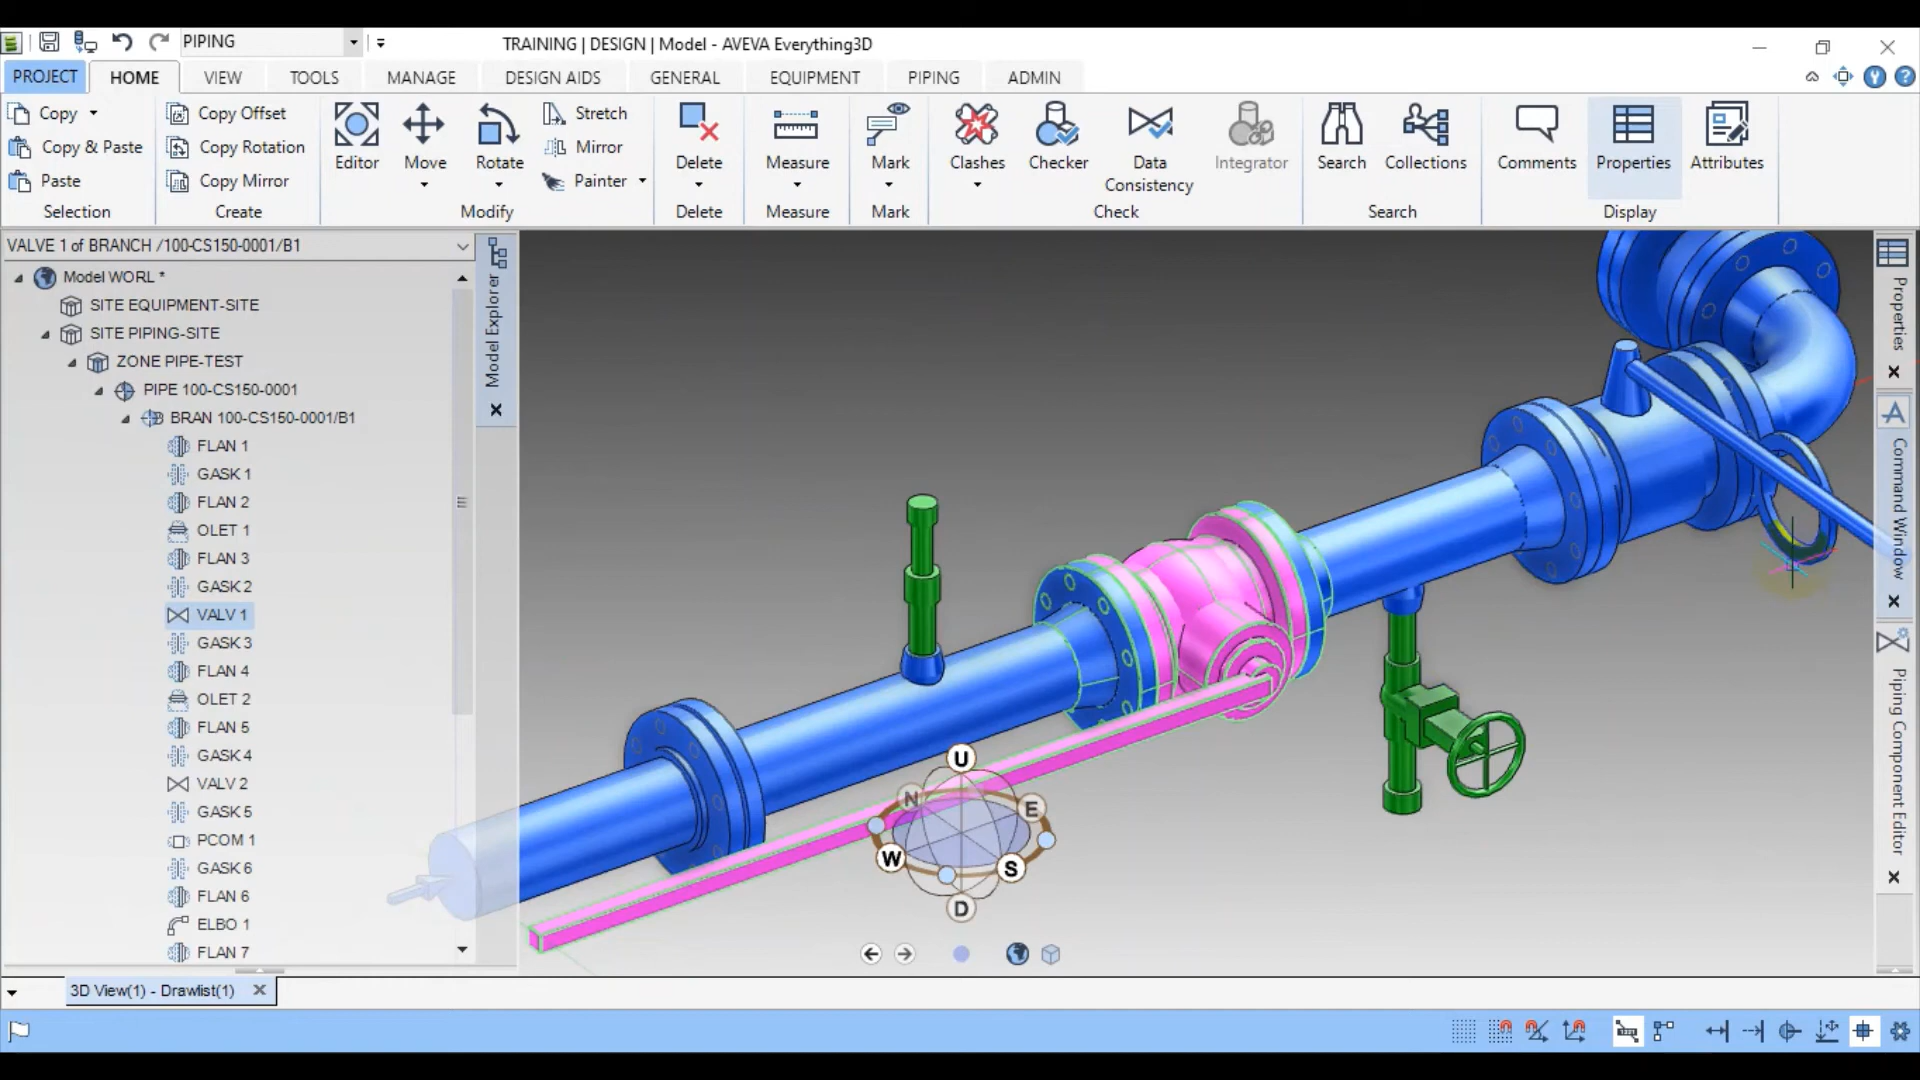 PIPING
TRAINING | DESIGN | Model - AVEVA Everything3D
PROJECT HOME VIEW TOOLS MANAGE DESIGN AIDS GENERAL EQUIPMENT PIPING ADMIN
Copy
Copy & Paste
Paste
Selection
Copy Offset
Copy Rotation
Copy Mirror
Create
Editor
Move
Rotate
Stretch
Mirror
Painter
Modify
Delete
Delete
Measure
Measure
Mark
Mark
Clashes
Checker
Data
Consistency
Integrator
Check
Search
Collections
Search
Comments
Properties
Attributes
Display
VALVE 1 of BRANCH /100-CS150-0001/B1
Model WORL *
SITE EQUIPMENT-SITE
SITE PIPING-SITE
ZONE PIPE-TEST
PIPE 100-CS150-0001
BRAN 100-CS150-0001/B1
FLAN 1
GASK 1
FLAN 2
OLET 1
FLAN 3
GASK 2
VALV 1
GASK 3
FLAN 4
OLET 2
FLAN 5
GASK 4
VALV 2
GASK 5
PCOM 1
GASK 6
FLAN 6
ELBO 1
FLAN 7
Model Explorer
U
N
E
W
S
D
Properties
Command Window
Piping Component Editor
3D View(1) - Drawlist(1)